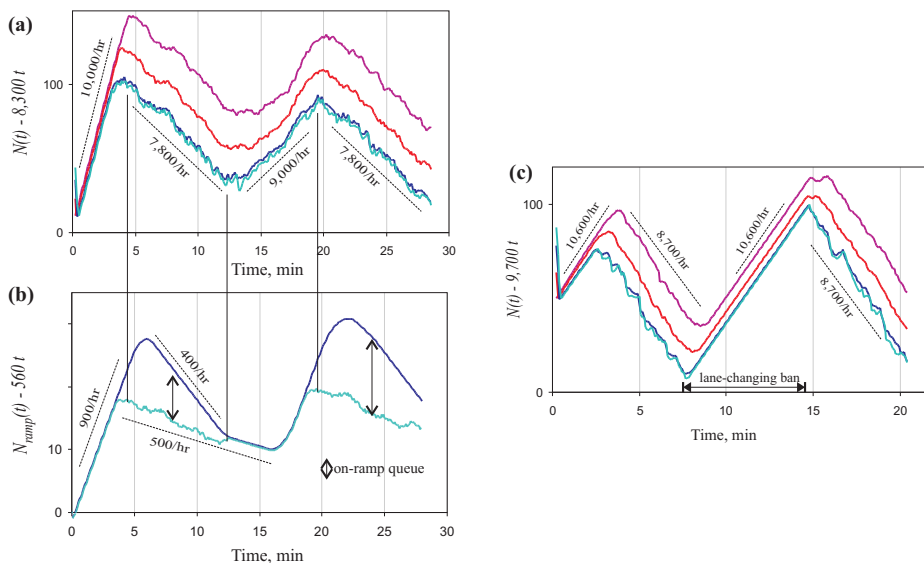 (a)
N(t) - 8,300 t
100
0
10,000/hr
7,800/hr
9,000/hr
7,800/hr
0 5 10 15 20 25 30
Time, min
(b)
N_ramp(t) - 560 t
10
0
900/hr
400/hr
500/hr
on-ramp queue
0 5 10 15 20 25 30
Time, min
(c)
N(t) - 9,700 t
100
0
10,600/hr
8,700/hr
10,600/hr
8,700/hr
lane-changing ban
0 5 10 15 20
Time, min